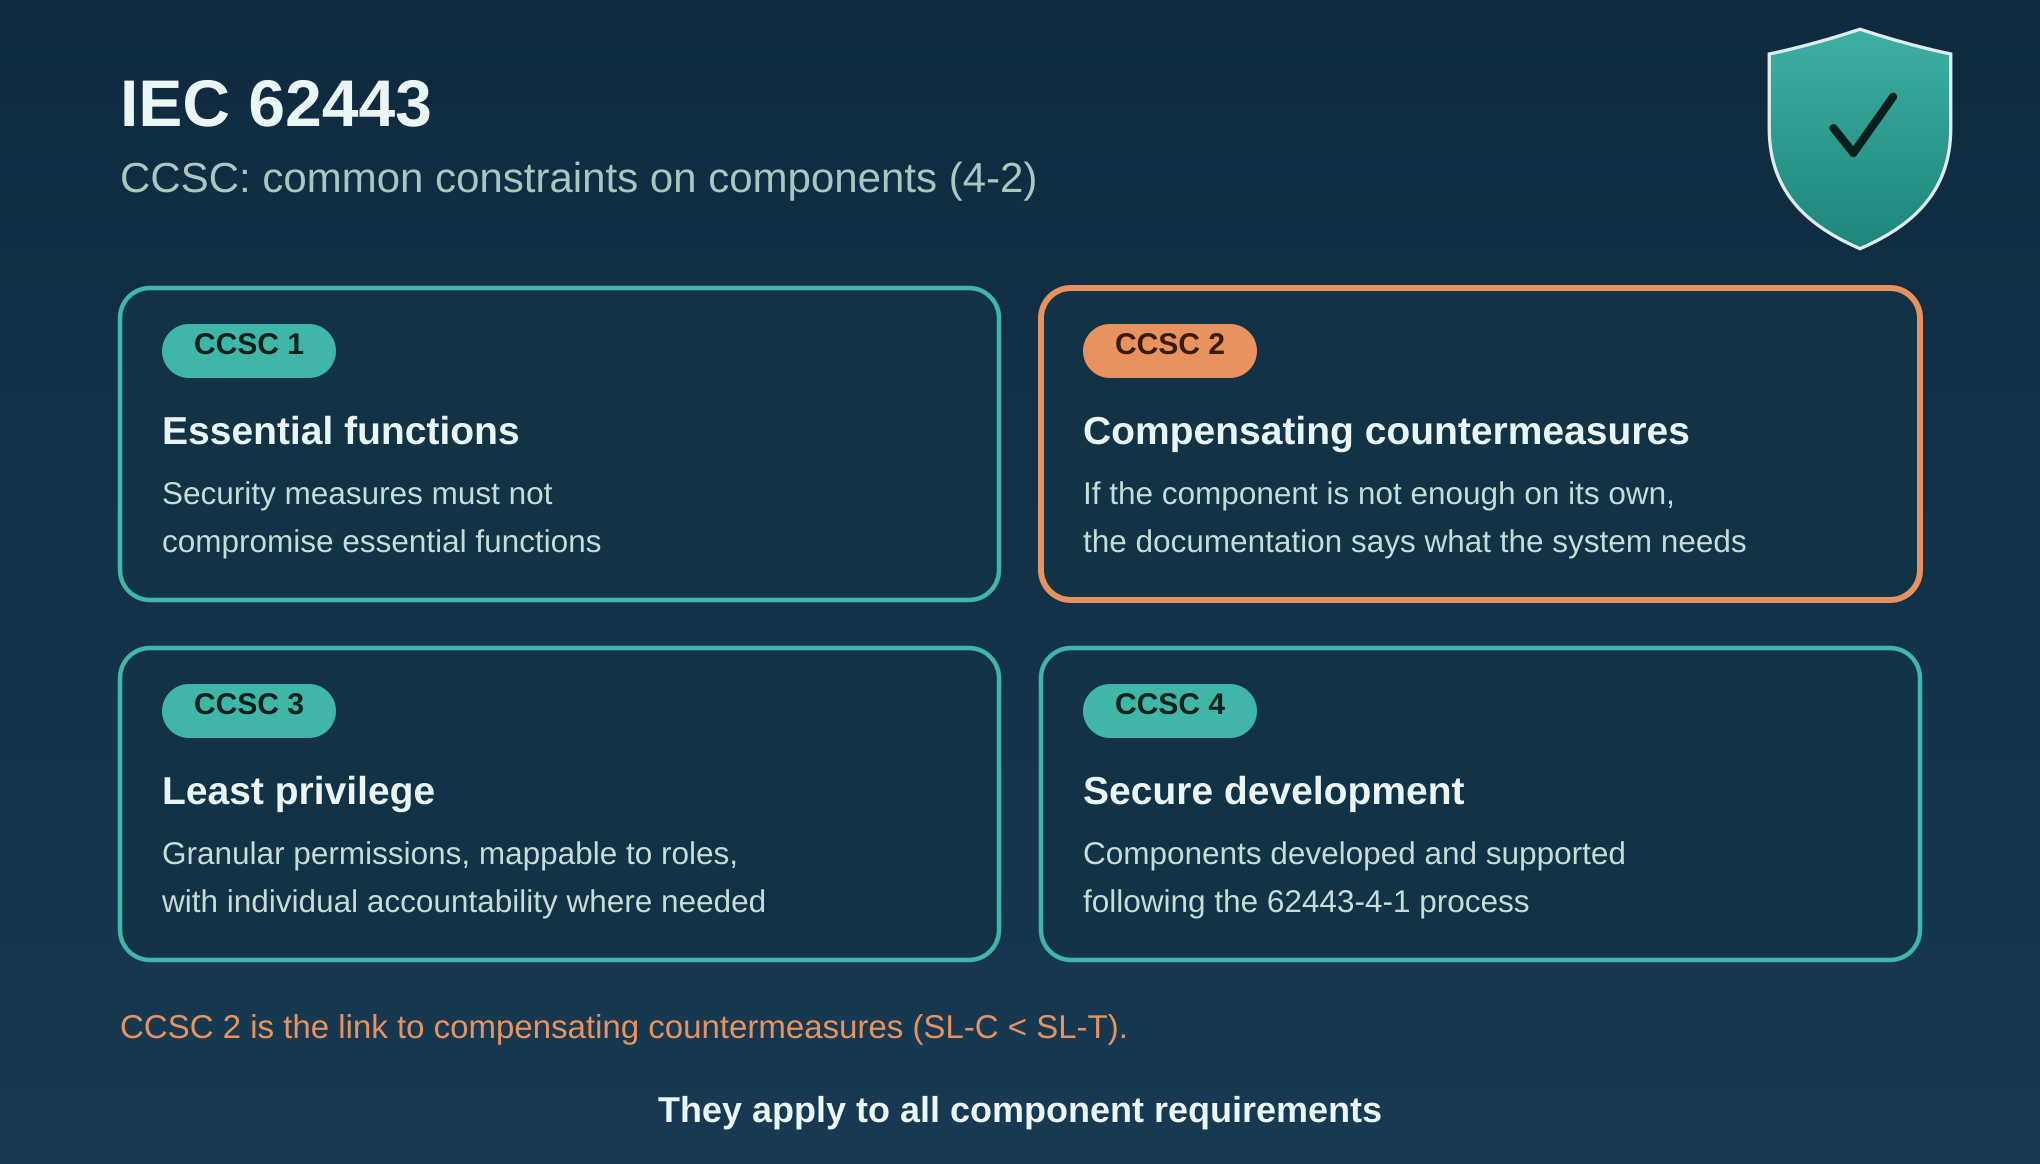 IEC 62443
CCSC: common constraints on components (4-2)
CCSC 1
Essential functions
Security measures must not
compromise essential functions
CCSC 2
Compensating countermeasures
If the component is not enough on its own,
the documentation says what the system needs
CCSC 3
Least privilege
Granular permissions, mappable to roles,
with individual accountability where needed
CCSC 4
Secure development
Components developed and supported
following the 62443-4-1 process
CCSC 2 is the link to compensating countermeasures (SL-C < SL-T).
They apply to all component requirements